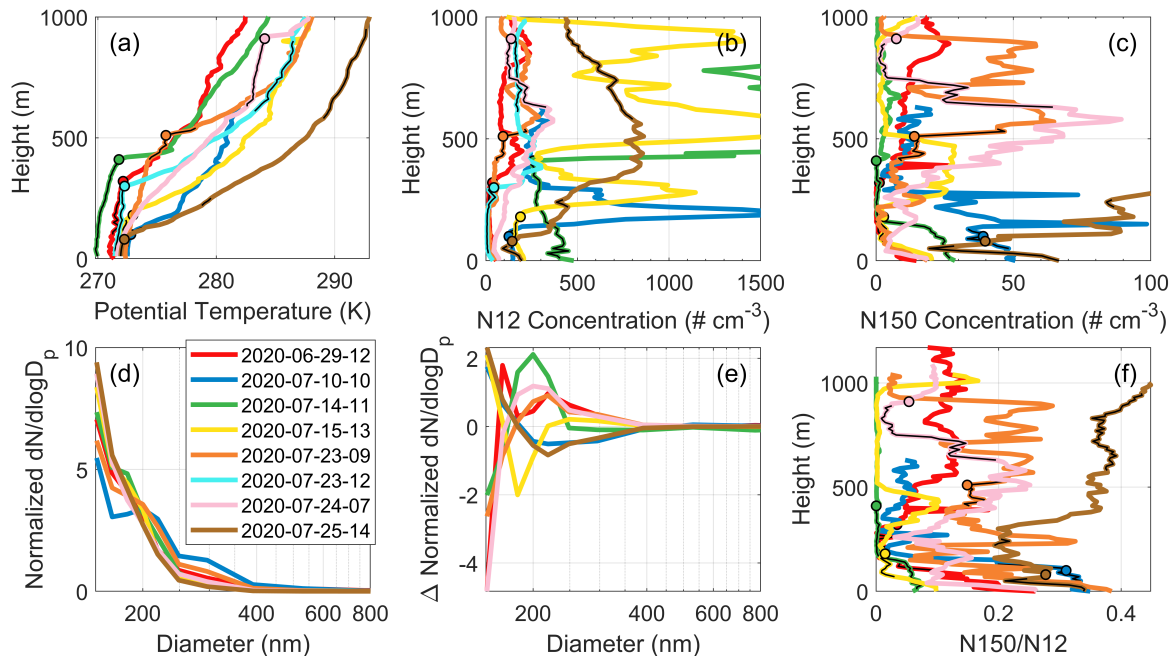 (a)
1000
500
0
Height (m)
270
280
290
Potential Temperature (K)
(b)
1000
500
0
Height (m)
0
500
1000
1500
N12 Concentration (# cm-3)
(c)
1000
500
0
Height (m)
0
50
100
N150 Concentration (# cm-3)
(d)
10
5
0
Normalized dN/dlogDp
200
400
600
800
Diameter (nm)
2020-06-29-12
2020-07-10-10
2020-07-14-11
2020-07-15-13
2020-07-23-09
2020-07-23-12
2020-07-24-07
2020-07-25-14
(e)
2
0
-2
-4
Δ Normalized dN/dlogDp
200
400
600
800
Diameter (nm)
(f)
1000
500
0
Height (m)
0
0.2
0.4
N150/N12